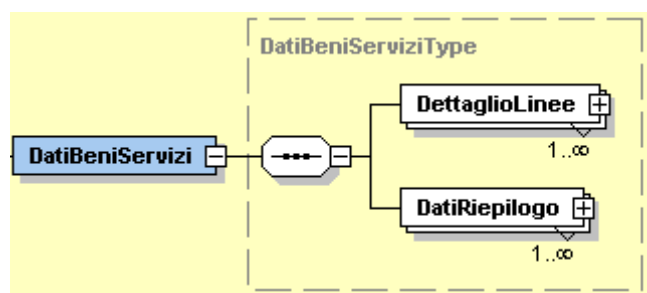 DatiBeniServiziType
DettaglioLinee
1..∞
DatiBeniServizi
DatiRiepilogo
1..∞